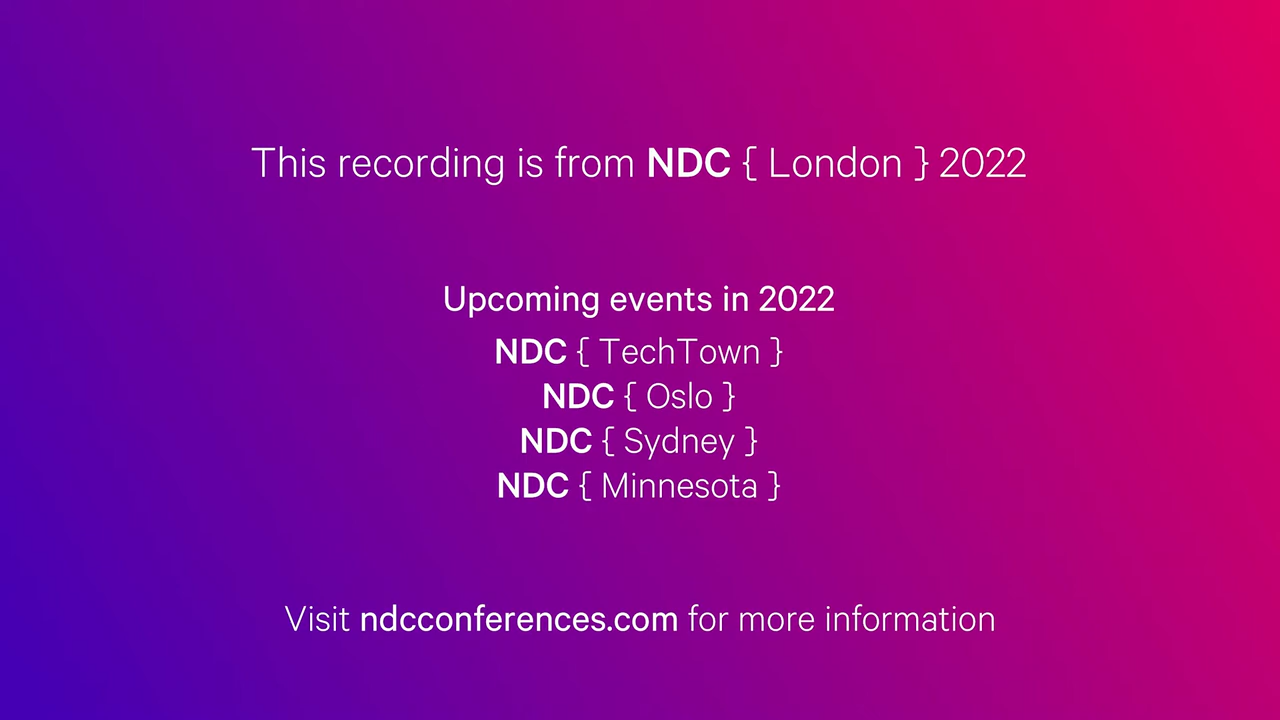 This recording is from NDC { London } 2022
Upcoming events in 2022
NDC { TechTown }
NDC { Oslo }
NDC { Sydney }
NDC { Minnesota }
Visit ndcconferences.com for more information